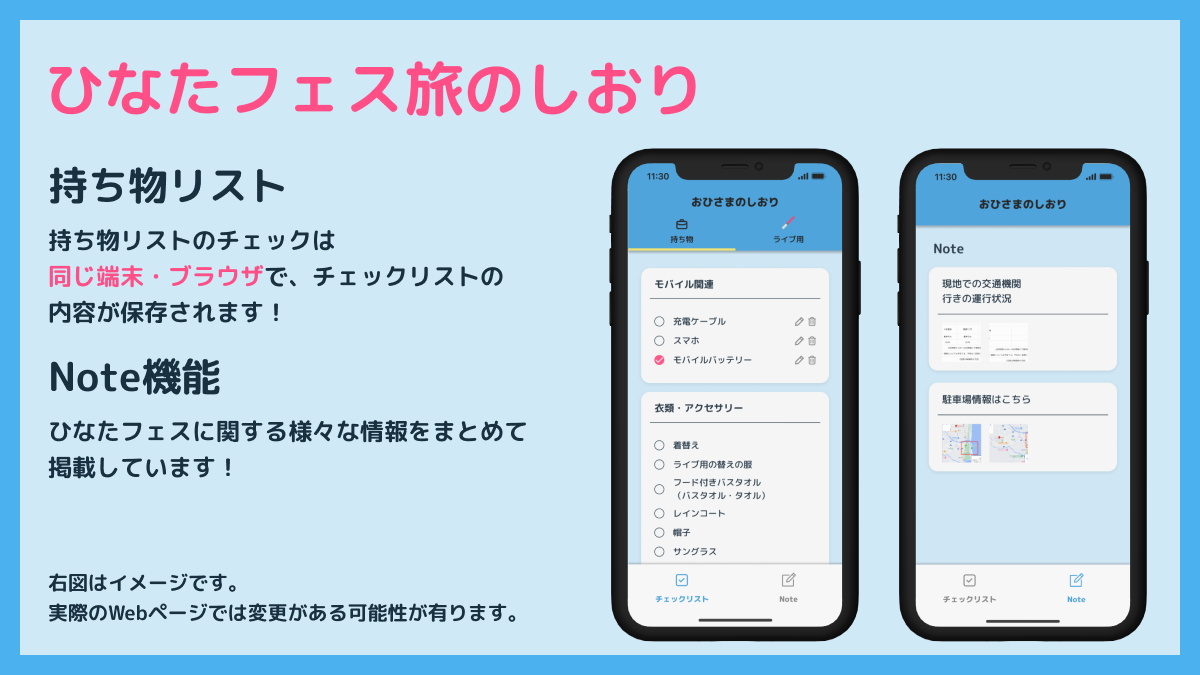 ひなたフェス旅のしおり
持ち物リスト
持ち物リストのチェックは
同じ端末・ブラウザで、チェックリストの
内容が保存されます！
Note機能
ひなたフェスに関する様々な情報をまとめて
掲載しています！
右図はイメージです。
実際のWebページでは変更がある可能性が有ります。
11:30
おひさまのしおり
持ち物
ライブ用
モバイル関連
充電ケーブル
スマホ
モバイルバッテリー
衣類・アクセサリー
着替え
ライブ用の替えの服
フード付きバスタオル
（バスタオル・タオル）
レインコート
帽子
サングラス
チェックリスト
Note
11:30
おひさまのしおり
Note
現地での交通機関
行きの運行状況
駐車場情報はこちら
チェックリスト
Note